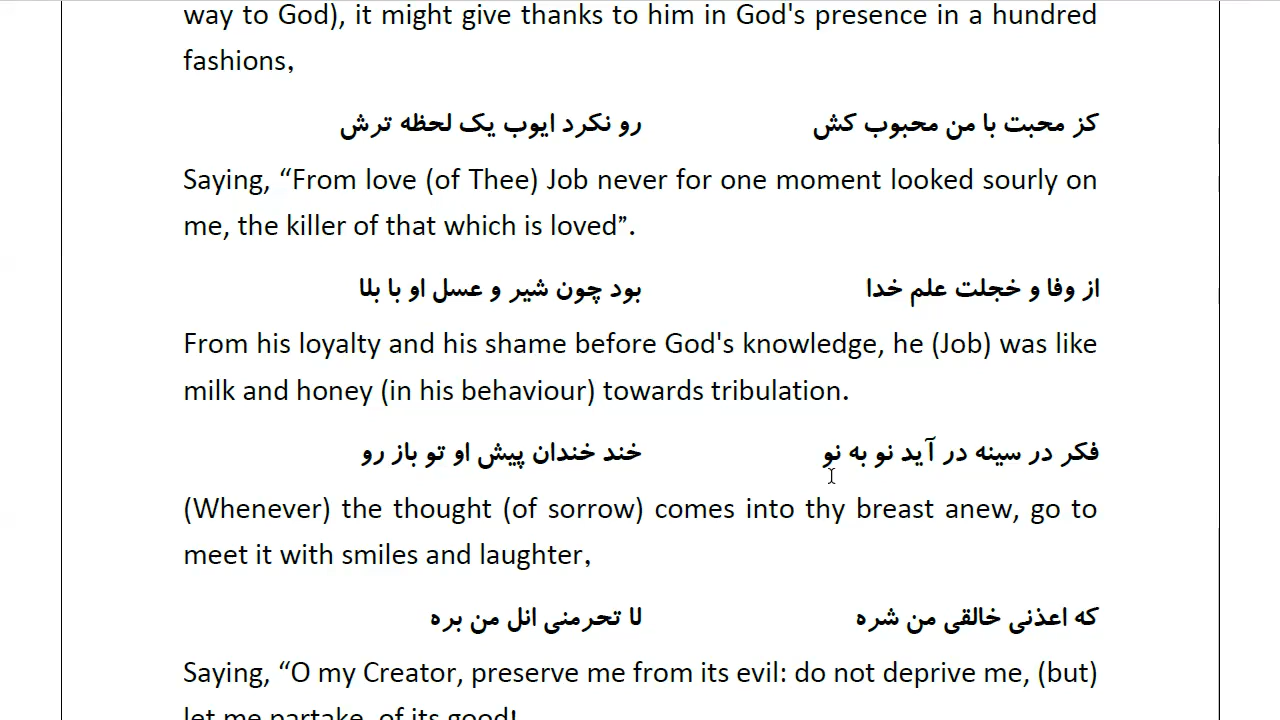 way to God), it might give thanks to him in God's presence in a hundred
fashions,
کز محبت با من محبوب کش رو نکرد ایوب یک لحظه ترش
Saying, “From love (of Thee) Job never for one moment looked sourly on
me, the killer of that which is loved”.
از وفا و خجلت علم خدا بود چون شیر و عسل او با بلا
From his loyalty and his shame before God's knowledge, he (Job) was like
milk and honey (in his behaviour) towards tribulation.
فکر در سینه در آید نو به نو خند خندان پیش او تو باز رو
(Whenever) the thought (of sorrow) comes into thy breast anew, go to
meet it with smiles and laughter,
که اعذنی خالقی من شره لا تحرمنی انل من بره
Saying, “O my Creator, preserve me from its evil: do not deprive me, (but)
let me partake, of its good!